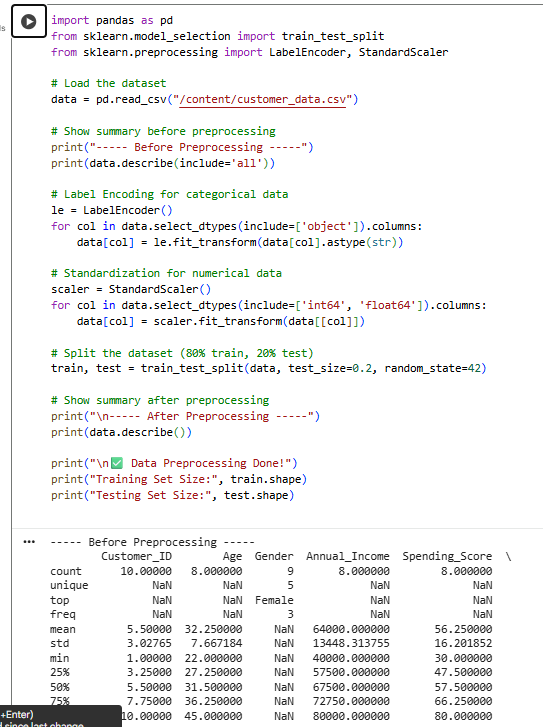 import pandas as pd
from sklearn.model_selection import train_test_split
from sklearn.preprocessing import LabelEncoder, StandardScaler
# Load the dataset
data = pd.read_csv("/content/customer_data.csv")
# Show summary before preprocessing
print("----- Before Preprocessing -----")
print(data.describe(include='all'))
# Label Encoding for categorical data
le = LabelEncoder()
for col in data.select_dtypes(include=['object']).columns:
    data[col] = le.fit_transform(data[col].astype(str))
# Standardization for numerical data
scaler = StandardScaler()
for col in data.select_dtypes(include=['int64', 'float64']).columns:
    data[col] = scaler.fit_transform(data[[col]])
# Split the dataset (80% train, 20% test)
train, test = train_test_split(data, test_size=0.2, random_state=42)
# Show summary after preprocessing
print("\n----- After Preprocessing -----")
print(data.describe())
print("\n✅ Data Preprocessing Done!")
print("Training Set Size:", train.shape)
print("Testing Set Size:", test.shape)
----- Before Preprocessing -----
Customer_ID Age Gender Annual_Income Spending_Score \
count 10.00000 8.000000 9 8.000000 8.000000
unique NaN NaN 5 NaN NaN
top NaN NaN Female NaN NaN
freq NaN NaN 3 NaN NaN
mean 5.50000 32.250000 NaN 64000.000000 56.250000
std 3.02765 7.667184 NaN 13448.313755 16.201852
min 1.00000 22.000000 NaN 40000.000000 30.000000
25% 3.25000 27.250000 NaN 57500.000000 47.500000
50% 5.50000 31.500000 NaN 67500.000000 57.500000
75% 7.75000 36.250000 NaN 72750.000000 66.250000
10.00000 45.000000 NaN 80000.000000 80.000000
+Enter)
since last change